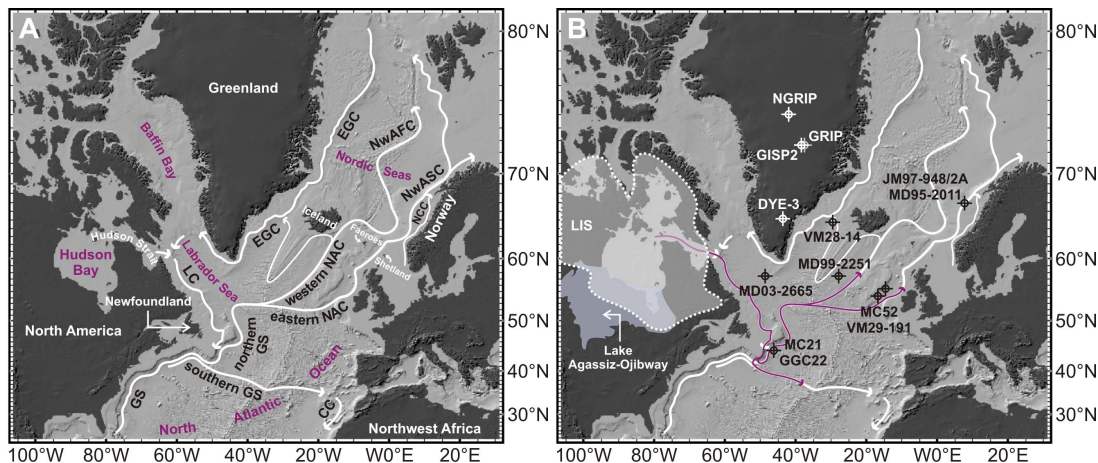 A
Greenland
Baffin Bay
EGC
NwAFC
Nordic Seas
NwASC
NCC
Norway
Iceland
Faeroes
Shetland
EGC
Hudson Strait
Hudson
Bay
Labrador Sea
LC
western NAC
eastern NAC
Newfoundland
North America
northern
GS
southern GS
GS
Ocean
Atlantic
North
CC
Northwest Africa
80°N
70°N
60°N
50°N
40°N
30°N
100°W
80°W
60°W
40°W
20°W
W0°E
20°E
B
NGRIP
GRIP
GISP2
DYE-3
LIS
JM97-948/2A
MD95-2011
VM28-14
MD99-2251
MD03-2665
MC52
VM29-191
MC21
GGC22
Lake
Agassiz-Ojibway
80°N
70°N
60°N
50°N
40°N
30°N
100°W
80°W
60°W
40°W
20°W
W0°E
20°E